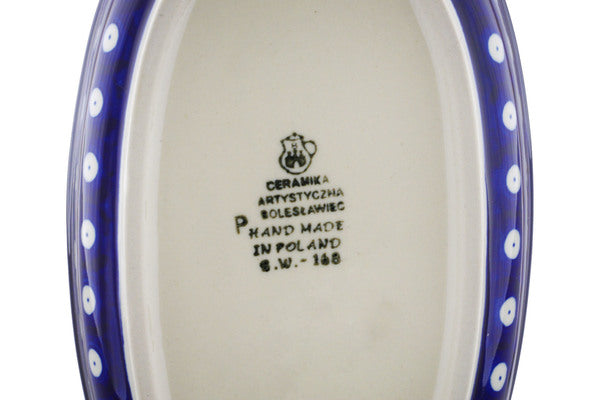 CERAMIKA
ARTYSTYCZNA
BOLESŁAWIEC
P HAND MADE
IN POLAND
S.W.-168